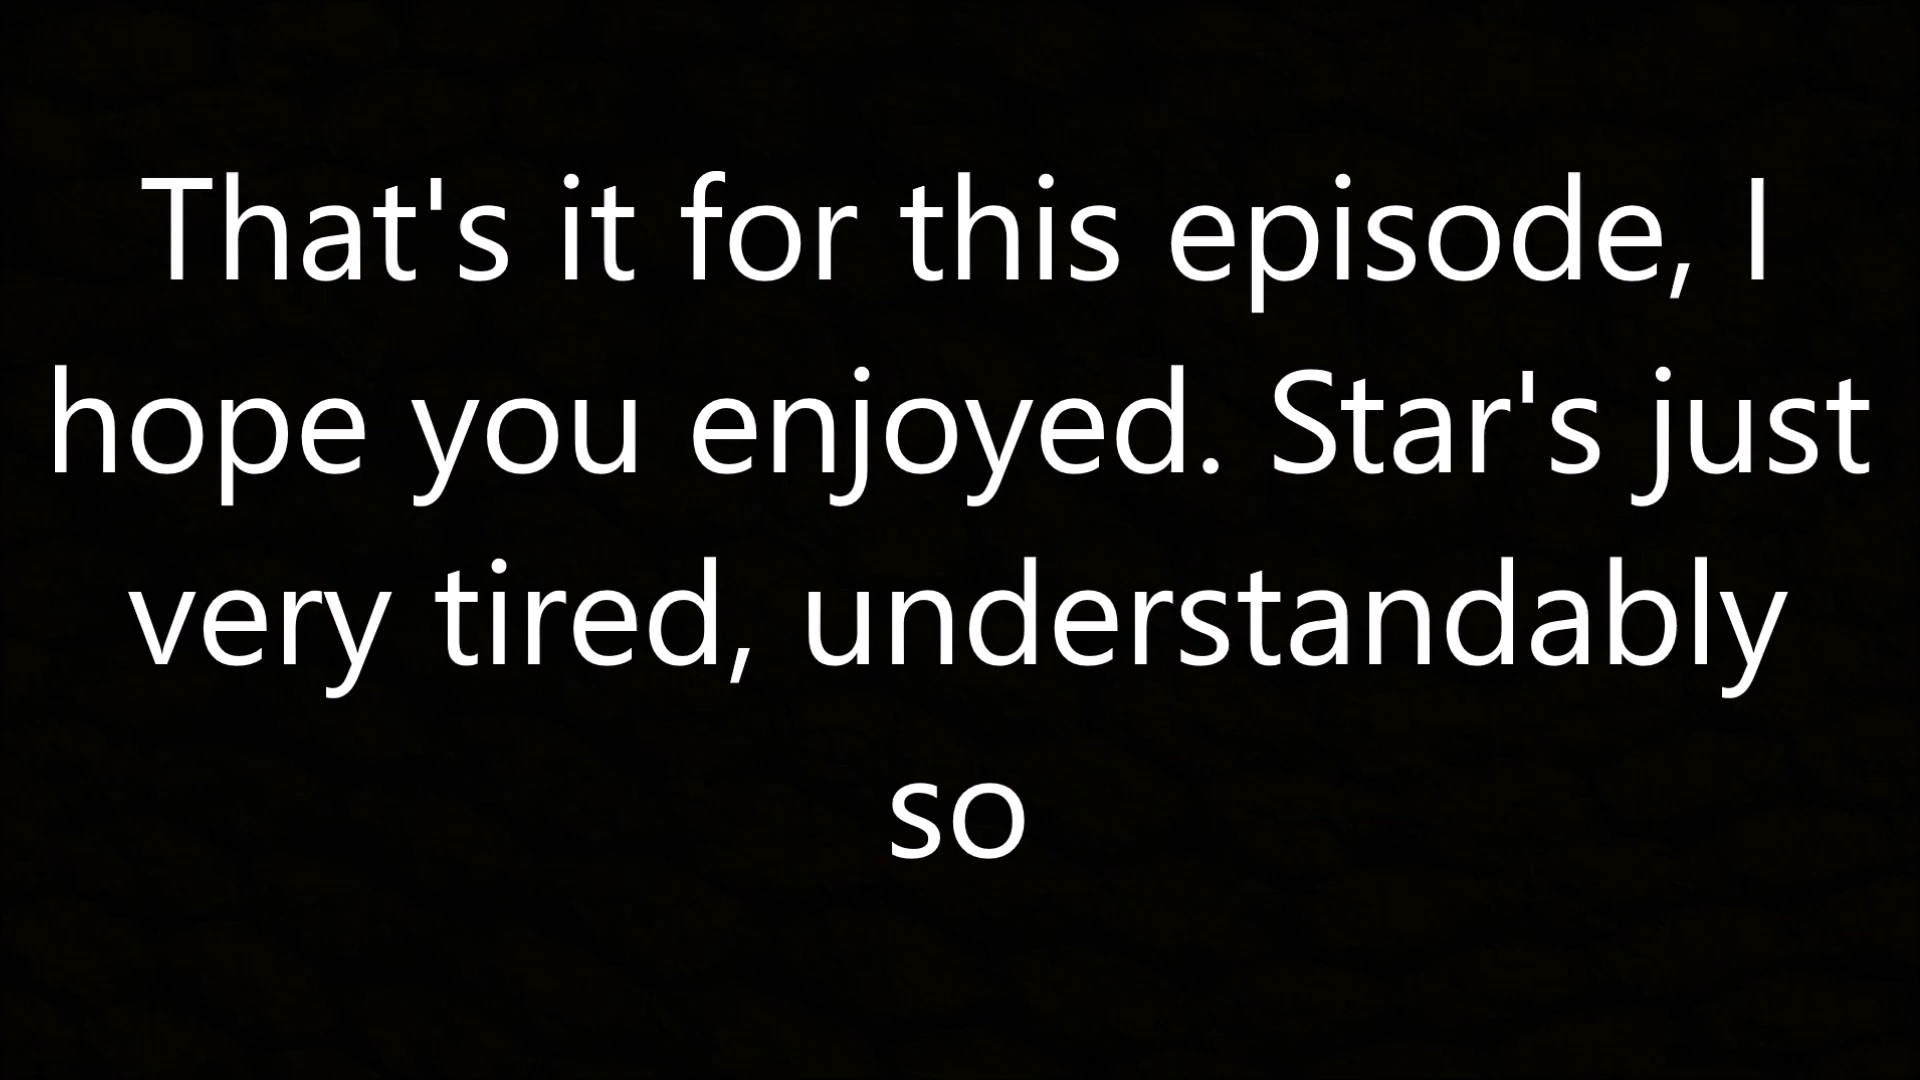 That's it for this episode, I
hope you enjoyed. Star's just
very tired, understandably
so